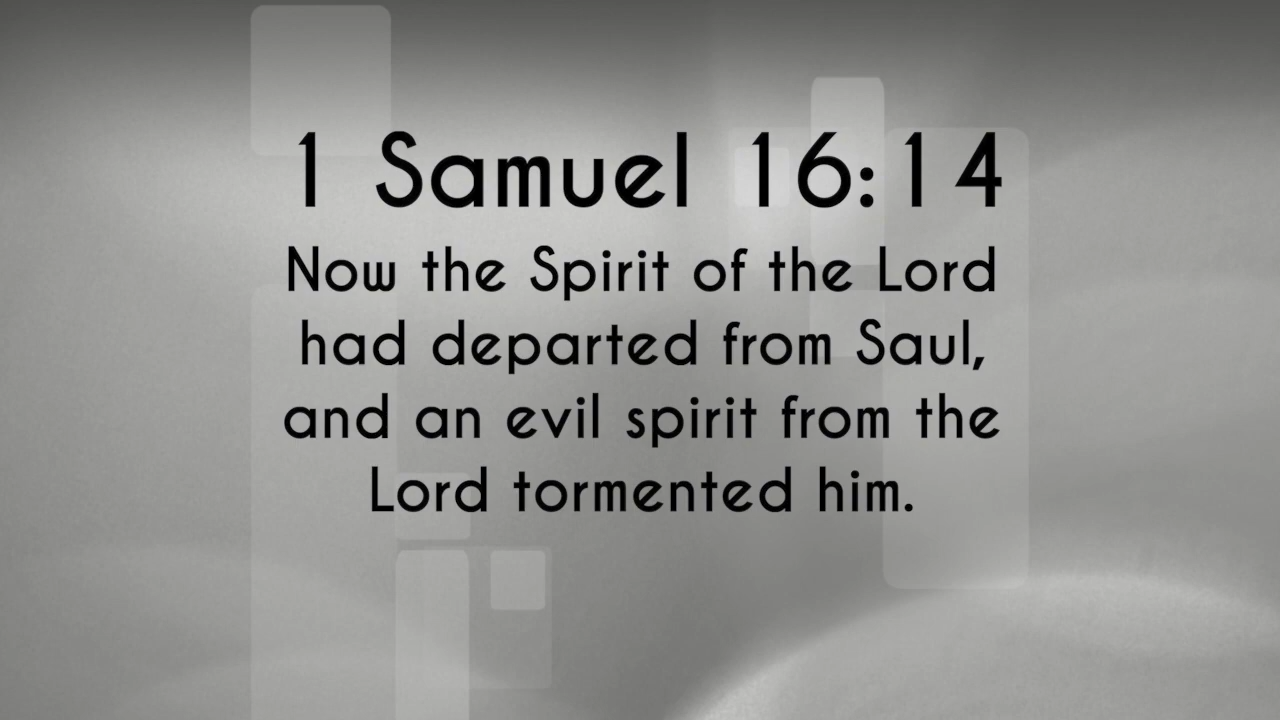 1 Samuel 16:14
Now the Spirit of the Lord
had departed from Saul,
and an evil spirit from the
Lord tormented him.